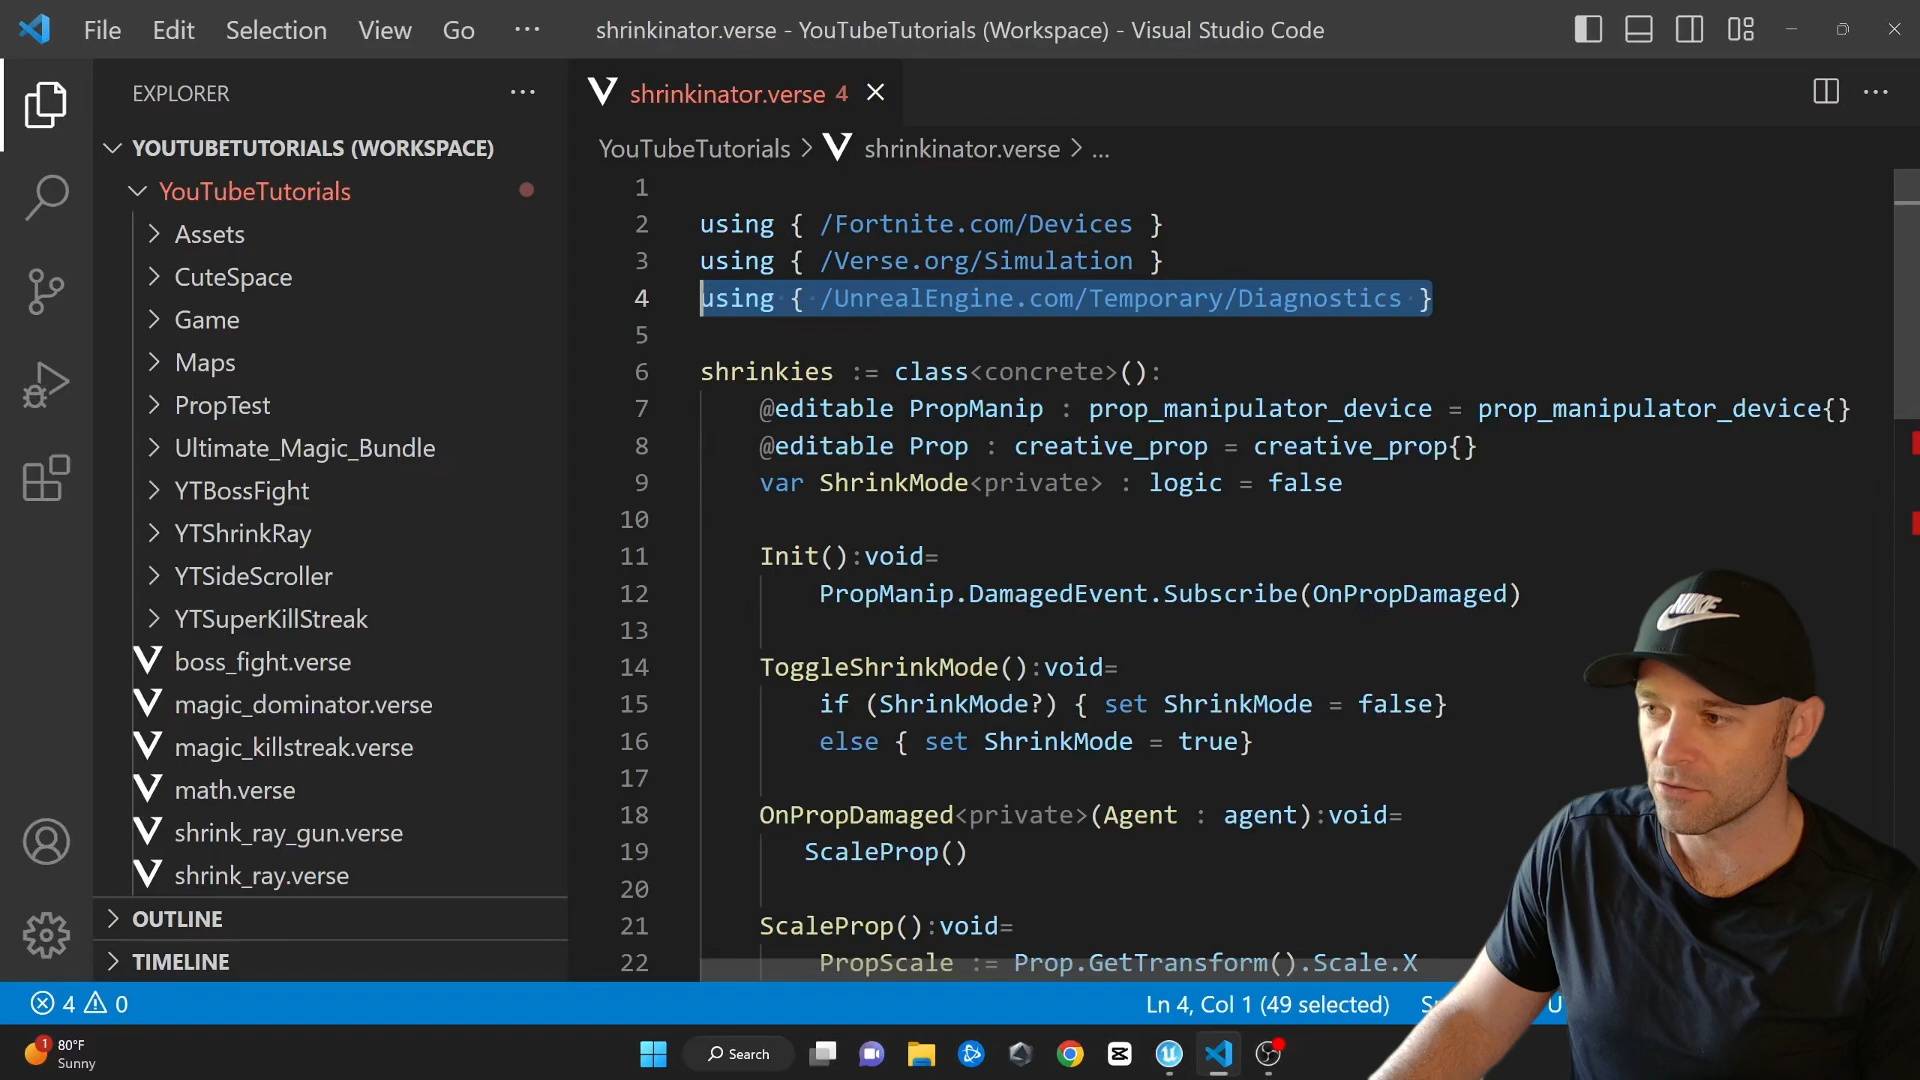 File Edit Selection View Go ...
shrinkinator.verse - YouTubeTutorials (Workspace) - Visual Studio Code
EXPLORER
shrinkinator.verse 4
YOUTUBETUTORIALS (WORKSPACE)
YouTubeTutorials
Assets
CuteSpace
Game
Maps
PropTest
Ultimate_Magic_Bundle
YTBossFight
YTShrinkRay
YTSideScroller
YTSuperKillStreak
boss_fight.verse
magic_dominator.verse
magic_killstreak.verse
math.verse
shrink_ray_gun.verse
shrink_ray.verse
OUTLINE
TIMELINE
YouTubeTutorials > shrinkinator.verse > ...
1
2 using { /Fortnite.com/Devices }
3 using { /Verse.org/Simulation }
4 using { /UnrealEngine.com/Temporary/Diagnostics }
5
6 shrinkies := class<concrete>():
7 @editable PropManip : prop_manipulator_device = prop_manipulator_device{}
8 @editable Prop : creative_prop = creative_prop{}
9 var ShrinkMode<private> : logic = false
10
11 Init():void=
12 PropManip.DamagedEvent.Subscribe(OnPropDamaged)
13
14 ToggleShrinkMode():void=
15 if (ShrinkMode?) { set ShrinkMode = false}
16 else { set ShrinkMode = true}
17
18 OnPropDamaged<private>(Agent : agent):void=
19 ScaleProp()
20
21 ScaleProp():void=
22 PropScale := Prop.GetTransform().Scale.X
NIKE
4 0
Ln 4, Col 1 (49 selected)
1
80°F
Sunny
Search